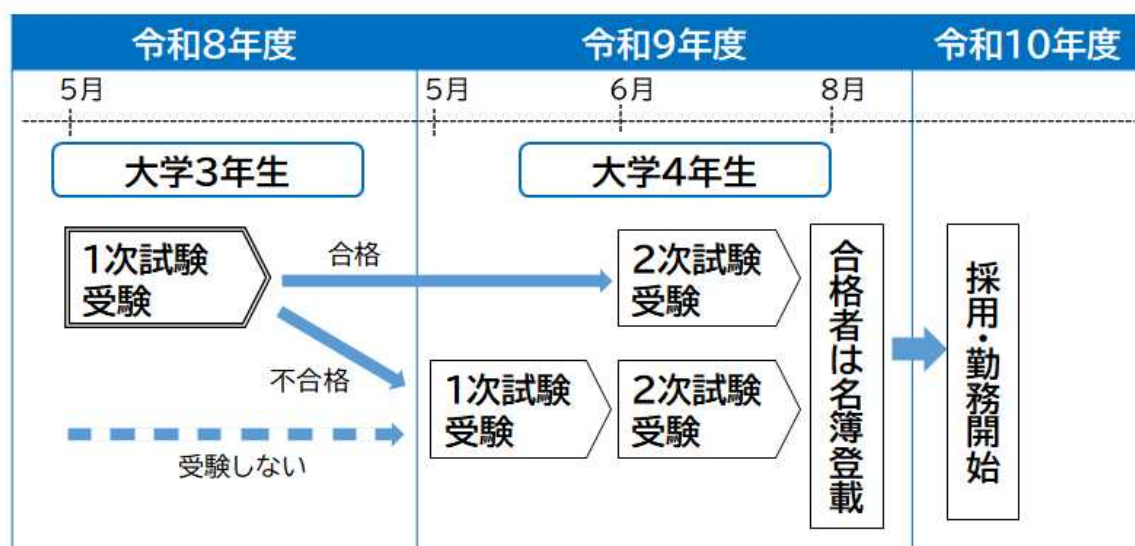 令和8年度
令和9年度
令和10年度
5月
5月
6月
8月
大学3年生
大学4年生
1次試験
受験
合格
2次試験
受験
不合格
1次試験
受験
2次試験
受験
受験しない
合格者は名簿登載
採用・勤務開始